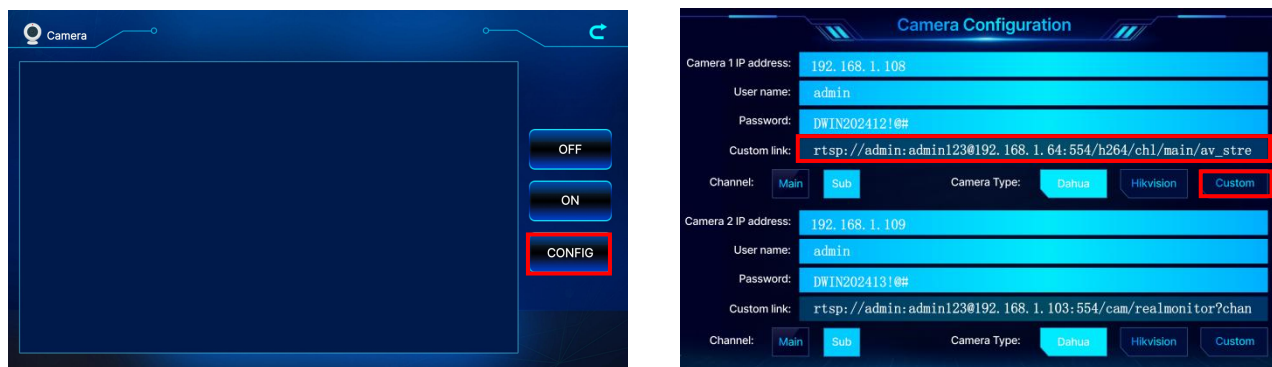 Camera
OFF
ON
CONFIG
Camera Configuration
Camera 1 IP address: 192.168.1.108
User name: admin
Password: DWIN202412!@#
Custom link: rtsp://admin:admin123@192.168.1.64:554/h264/chl/main/av_stre
Channel: Main Sub Camera Type: Dahua Hikvision Custom
Camera 2 IP address: 192.168.1.109
User name: admin
Password: DWIN202413!@#
Custom link: rtsp://admin:admin123@192.168.1.103:554/cam/realmonitor?chan
Channel: Main Sub Camera Type: Dahua Hikvision Custom